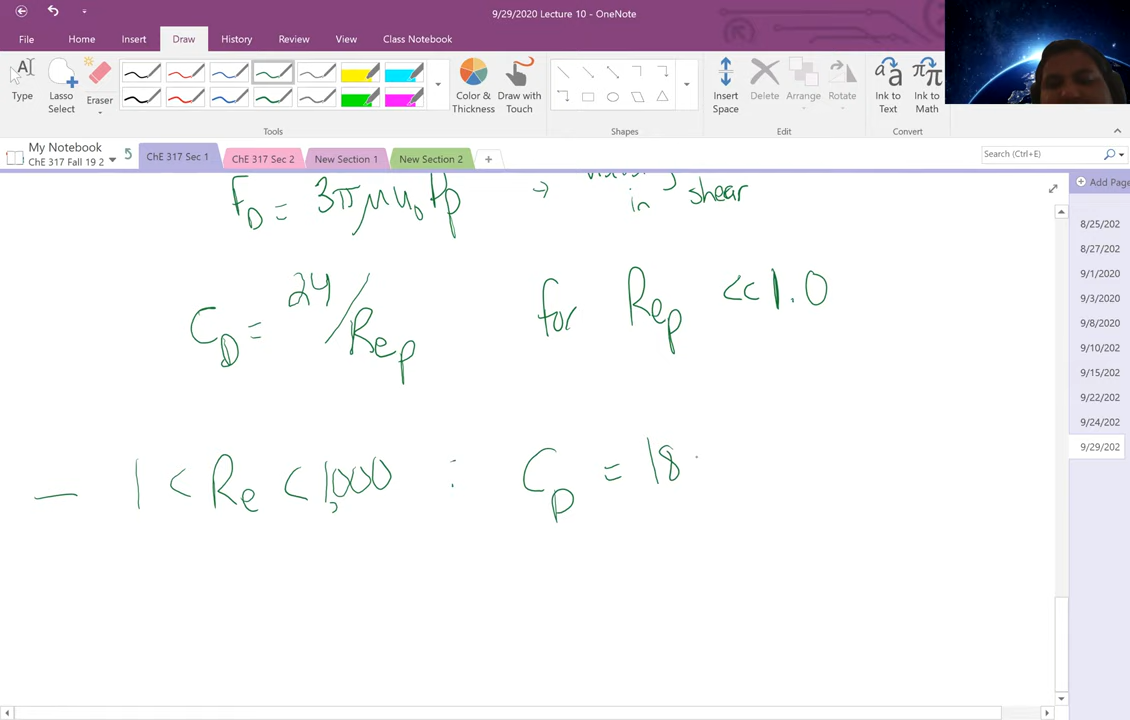 9/29/2020 Lecture 10 - OneNote
File Home Insert Draw History Review View Class Notebook
Type Lasso Select Eraser Color & Thickness Draw with Touch Insert Space Delete Arrange Rotate Ink to Text Ink to Math
Tools Shapes Edit Convert
My Notebook
ChE 317 Fall 19 2
ChE 317 Sec 1 ChE 317 Sec 2 New Section 1 New Section 2 +
Search (Ctrl+E)
Add Page
8/25/202
8/27/202
9/1/2020
9/3/2020
9/8/2020
9/10/202
9/15/202
9/22/202
9/24/202
9/29/202
F_D = 3πμu_0 D_p → in shear
C_D = 24/Re_p for Re_p <<1.0
— 1 < Re < 1,000 : C_D = 18